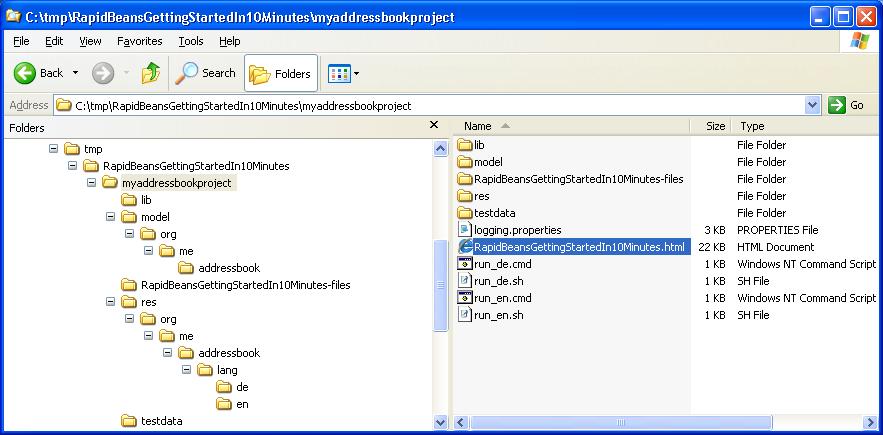 C:\tmp\RapidBeansGettingStartedIn10Minutes\myaddressbookproject
File Edit View Favorites Tools Help
Back Search Folders
Address C:\tmp\RapidBeansGettingStartedIn10Minutes\myaddressbookproject Go
Folders
tmp
RapidBeansGettingStartedIn10Minutes
myaddressbookproject
lib
model
org
me
addressbook
RapidBeansGettingStartedIn10Minutes-files
res
org
me
addressbook
lang
de
en
testdata
Name Size Type
lib File Folder
model File Folder
RapidBeansGettingStartedIn10Minutes-files File Folder
res File Folder
testdata File Folder
logging.properties 3 KB PROPERTIES File
RapidBeansGettingStartedIn10Minutes.html 22 KB HTML Document
run_de.cmd 1 KB Windows NT Command Script
run_de.sh 1 KB SH File
run_en.cmd 1 KB Windows NT Command Script
run_en.sh 1 KB SH File